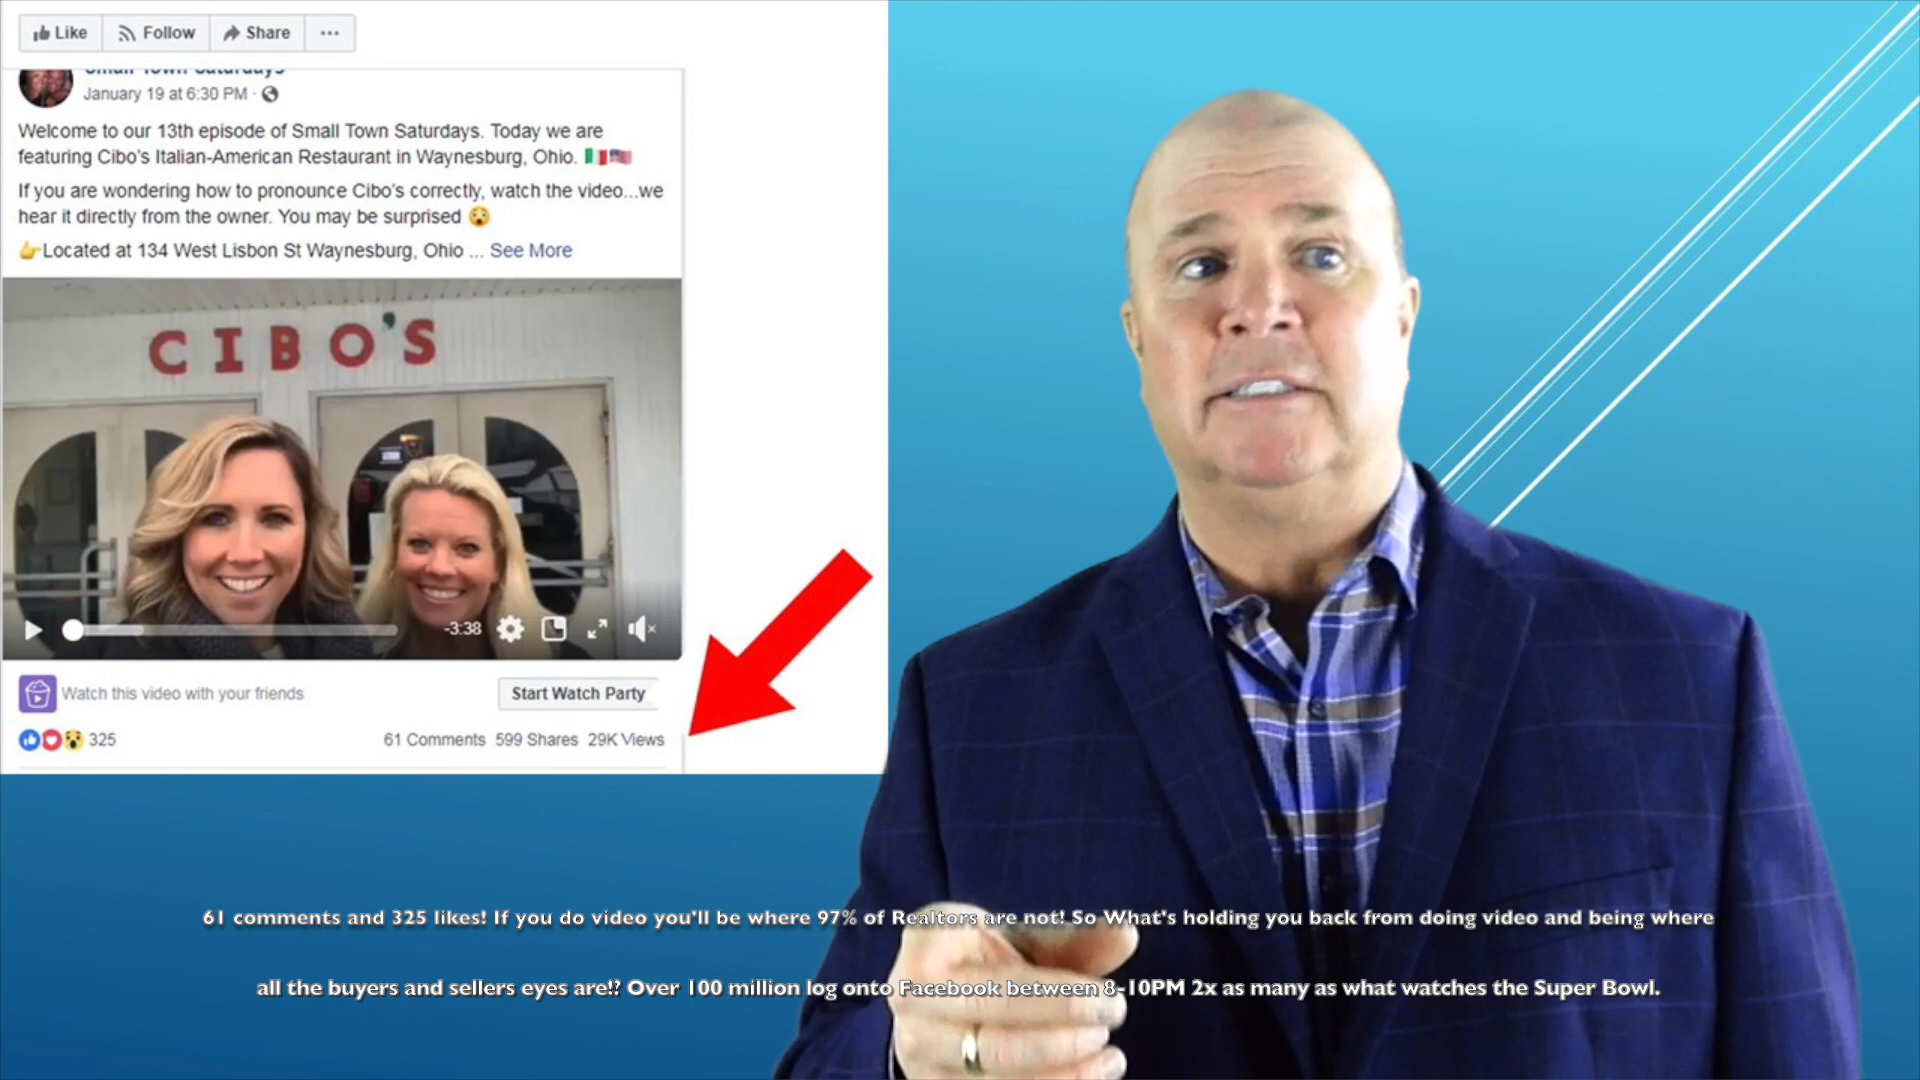 Like Follow Share ...
Small Town Saturdays
January 19 at 6:30 PM ·
Welcome to our 13th episode of Small Town Saturdays. Today we are
featuring Cibo's Italian-American Restaurant in Waynesburg, Ohio. 🇮🇹🇺🇸
If you are wondering how to pronounce Cibo's correctly, watch the video...we
hear it directly from the owner. You may be surprised 😲
👉Located at 134 West Lisbon St Waynesburg, Ohio ... See More
CIBO'S
-3:38
Watch this video with your friends Start Watch Party
325 61 Comments 599 Shares 29K Views
61 comments and 325 likes! If you do video you'll be where 97% of Realtors are not! So What's holding you back from doing video and being where
all the buyers and sellers eyes are!? Over 100 million log onto Facebook between 8-10PM 2x as many as what watches the Super Bowl.